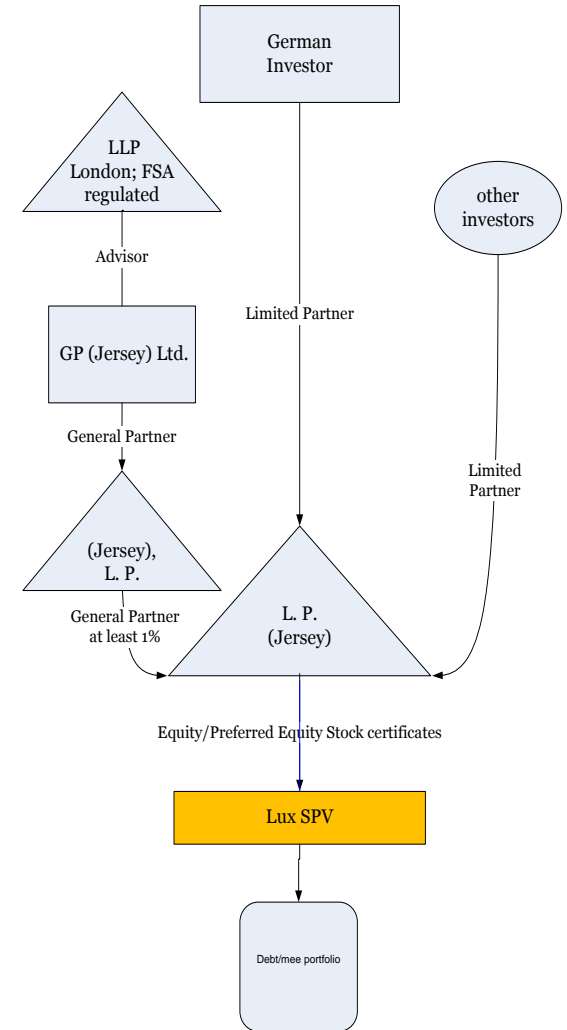 German
Investor
LLP
London; FSA
regulated
other
investors
Advisor
Limited Partner
GP (Jersey) Ltd.
General Partner
Limited
Partner
(Jersey),
L. P.
General Partner
at least 1%
L. P.
(Jersey)
Equity/Preferred Equity Stock certificates
Lux SPV
Debt/mee portfolio